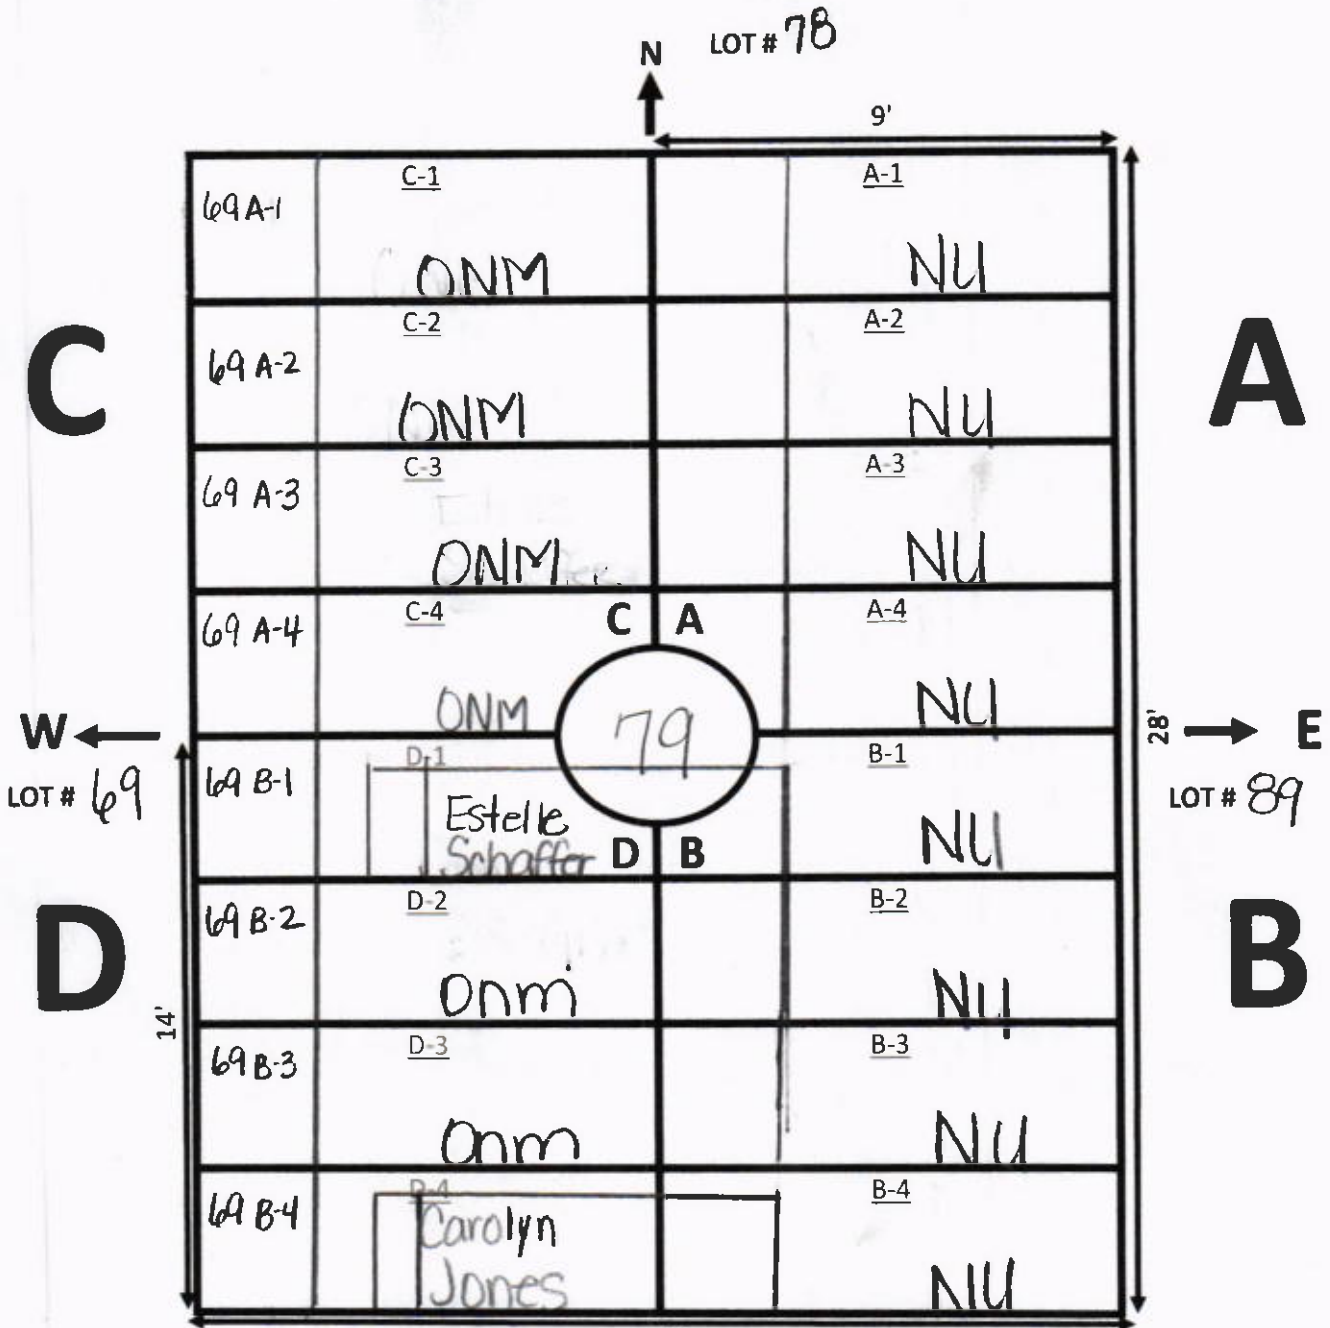 LOT # 78
N
9'
C-1
A-1
69 A-1
ONM
NU
C-2
A-2
69 A-2
ONM
NU
C
A
C-3
A-3
69 A-3
ONM
NU
C-4
C A
A-4
69 A-4
ONM
NU
79
W
28'
E
D-1
B-1
LOT # 69
69 B-1
LOT # 89
Estelle
Schaffer
D B
NU
D-2
B-2
69 B-2
Onm
NU
D
B
14'
D-3
B-3
69 B-3
Onm
NU
D-4
B-4
69 B-4
Carolyn
Jones
NU